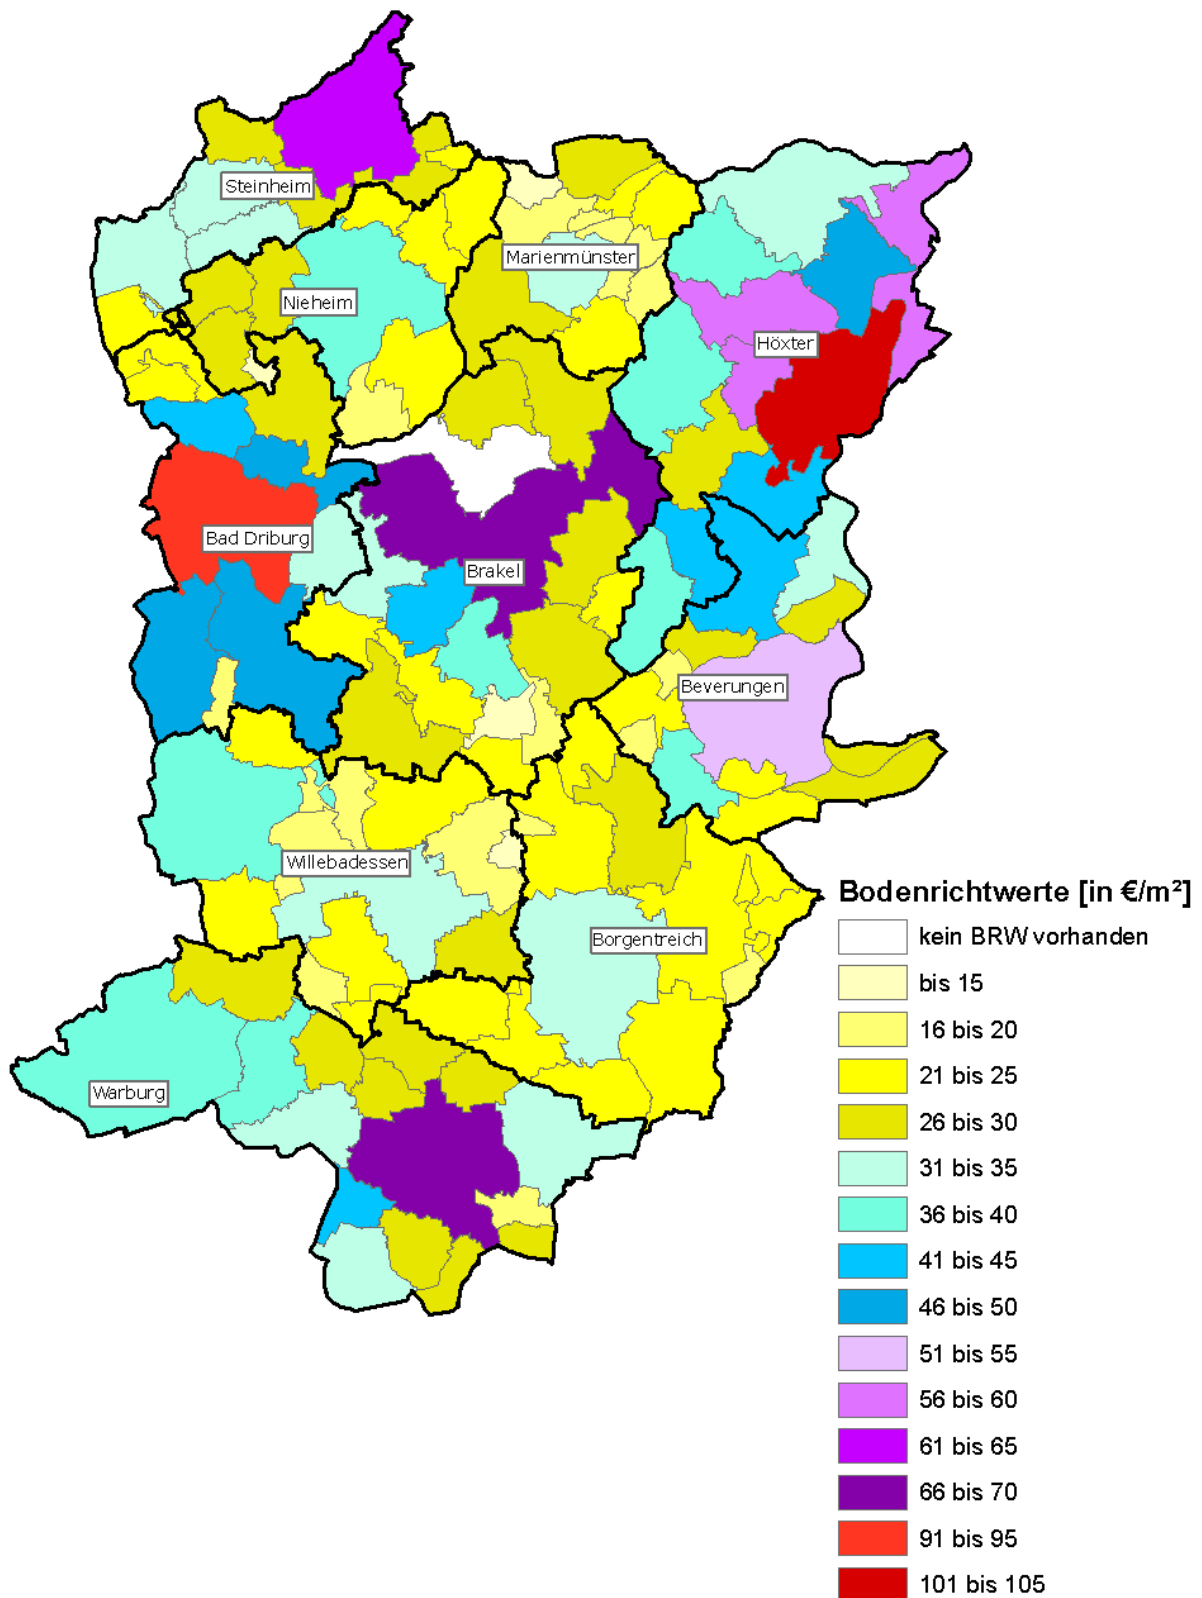 Steinheim
Marienmünster
Nieheim
Höxter
Bad Driburg
Brakel
Beverungen
Willebadessen
Borgentreich
Warburg
Bodenrichtwerte [in €/m²]
kein BRW vorhanden
bis 15
16 bis 20
21 bis 25
26 bis 30
31 bis 35
36 bis 40
41 bis 45
46 bis 50
51 bis 55
56 bis 60
61 bis 65
66 bis 70
91 bis 95
101 bis 105